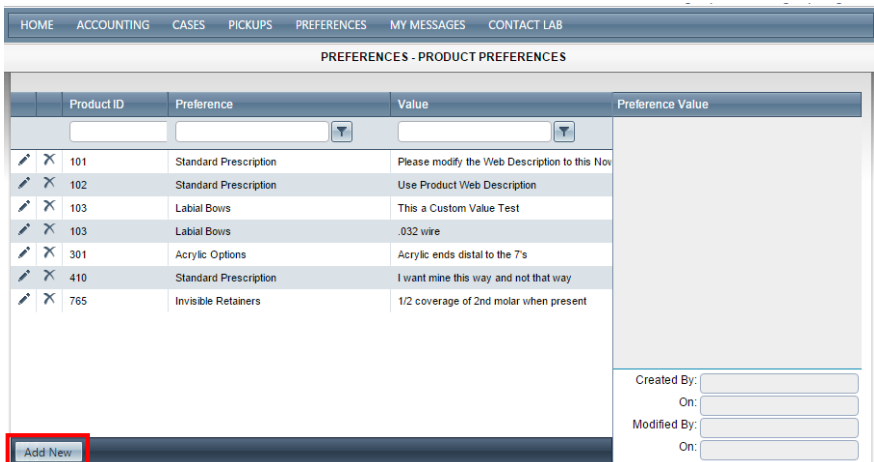 HOME ACCOUNTING CASES PICKUPS PREFERENCES MY MESSAGES CONTACT LAB
PREFERENCES - PRODUCT PREFERENCES
Product ID Preference Value Preference Value
101 Standard Prescription Please modify the Web Description to this Now
102 Standard Prescription Use Product Web Description
103 Labial Bows This a Custom Value Test
103 Labial Bows .032 wire
301 Acrylic Options Acrylic ends distal to the 7's
410 Standard Prescription I want mine this way and not that way
765 Invisible Retainers 1/2 coverage of 2nd molar when present
Created By:
On:
Modified By:
On:
Add New